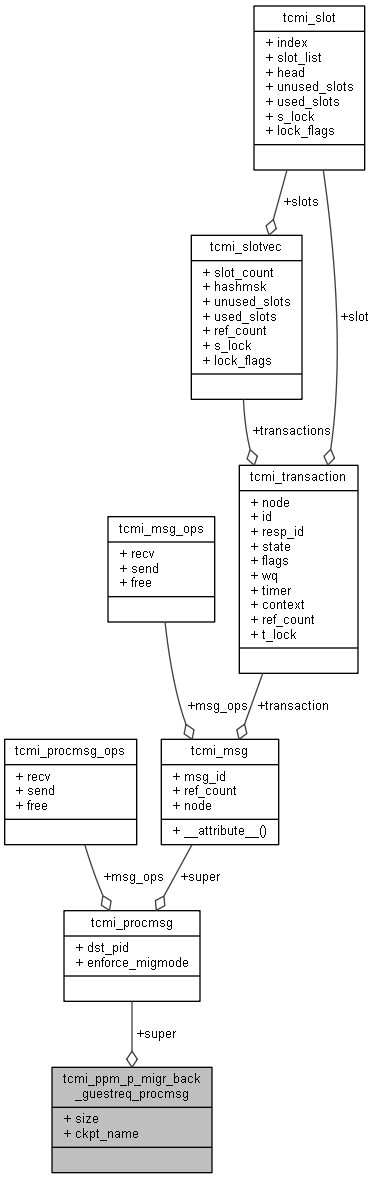 tcmi_slot
+ index
+ slot_list
+ head
+ unused_slots
+ used_slots
+ s_lock
+ lock_flags
+slots
tcmi_slotvec
+ slot_count
+ hashmsk
+ unused_slots
+ used_slots
+ ref_count
+ s_lock
+ lock_flags
+slot
+transactions
tcmi_transaction
+ node
+ id
+ resp_id
+ state
+ flags
+ wq
+ timer
+ context
+ ref_count
+ t_lock
tcmi_msg_ops
+ recv
+ send
+ free
+msg_ops
+transaction
tcmi_procmsg_ops
+ recv
+ send
+ free
tcmi_msg
+ msg_id
+ ref_count
+ node
+ __attribute__()
+msg_ops
+super
tcmi_procmsg
+ dst_pid
+ enforce_migmode
+super
tcmi_ppm_p_migr_back
_guestreq_procmsg
+ size
+ ckpt_name